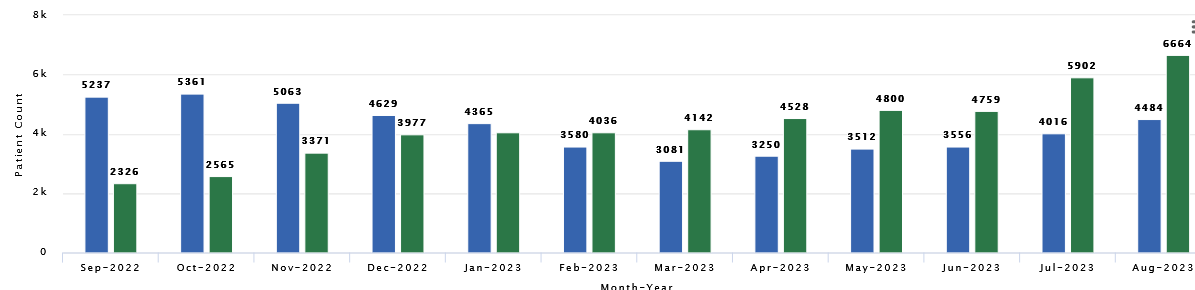 8k
6k
4k
2k
0
Patient Count
5237
2326
5361
2565
5063
3371
4629
3977
4365
3580
4036
3081
4142
3250
4528
3512
4800
3556
4759
4016
5902
4484
6664
Sep-2022
Oct-2022
Nov-2022
Dec-2022
Jan-2023
Feb-2023
Mar-2023
Apr-2023
May-2023
Jun-2023
Jul-2023
Aug-2023
Month-Year